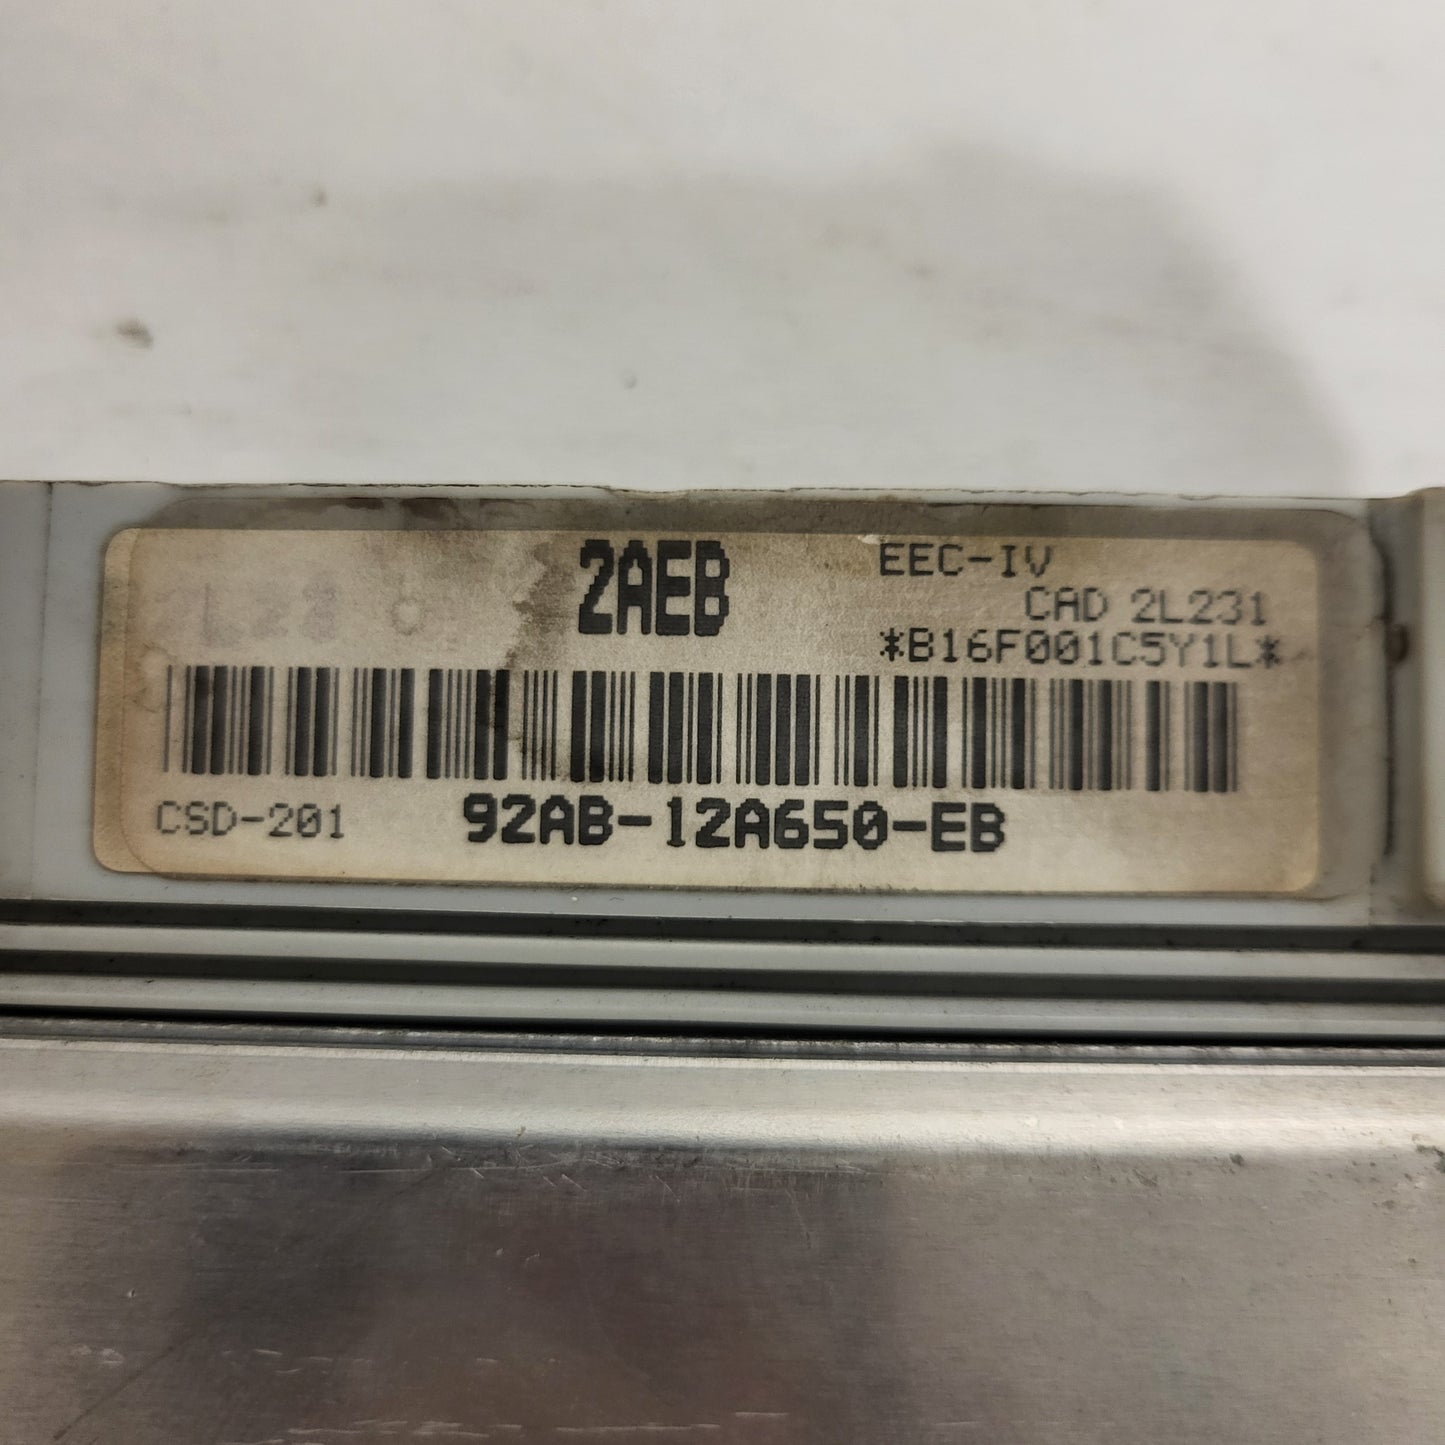 2AEB
EEC-IV
CAD 2L231
*B16F001C5Y1L*
CSD-201
92AB-12A650-EB